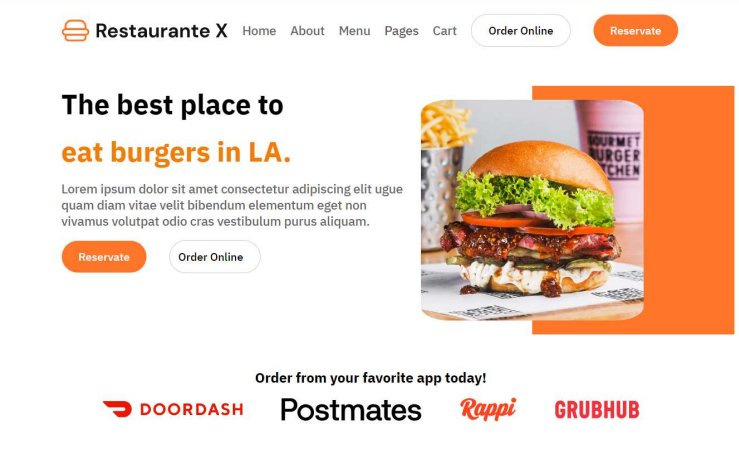 Restaurante X
Home About Menu Pages Cart Order Online Reservate
The best place to
eat burgers in LA.
Lorem ipsum dolor sit amet consectetur adipiscing elit ugue
quam diam vitae velit bibendum elementum eget non
vivamus volutpat odio cras vestibulum purus aliquam.
Reservate Order Online
GOURMET
BURGER
Order from your favorite app today!
DOORDASH Postmates Rappi GRUBHUB